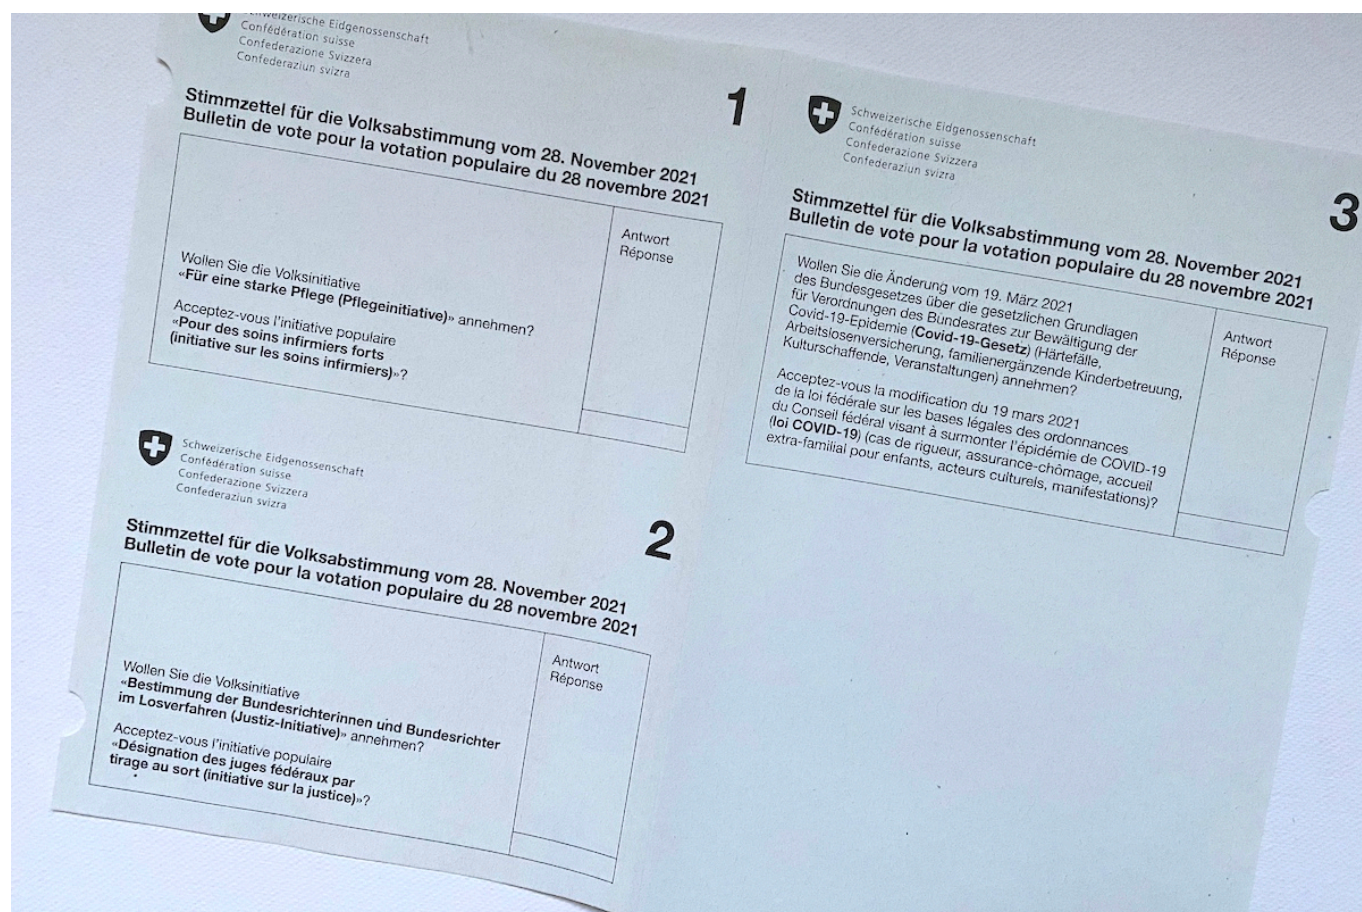 Schweizerische Eidgenossenschaft
Confédération suisse
Confederazione Svizzera
Confederaziun svizra
1
Stimmzettel für die Volksabstimmung vom 28. November 2021
Bulletin de vote pour la votation populaire du 28 novembre 2021
Antwort
Réponse
Wollen Sie die Volksinitiative
«Für eine starke Pflege (Pflegeinitiative)» annehmen?
Acceptez-vous l'initiative populaire
«Pour des soins infirmiers forts
(initiative sur les soins infirmiers)»?
Schweizerische Eidgenossenschaft
Confédération suisse
Confederazione Svizzera
Confederaziun svizra
2
Stimmzettel für die Volksabstimmung vom 28. November 2021
Bulletin de vote pour la votation populaire du 28 novembre 2021
Antwort
Réponse
Wollen Sie die Volksinitiative
«Bestimmung der Bundesrichterinnen und Bundesrichter
im Losverfahren (Justiz-Initiative)» annehmen?
Acceptez-vous l'initiative populaire
«Désignation des juges fédéraux par
tirage au sort (initiative sur la justice)»?
Schweizerische Eidgenossenschaft
Confédération suisse
Confederazione Svizzera
Confederaziun svizra
3
Stimmzettel für die Volksabstimmung vom 28. November 2021
Bulletin de vote pour la votation populaire du 28 novembre 2021
Wollen Sie die Änderung vom 19. März 2021
des Bundesgesetzes über die gesetzlichen Grundlagen
für Verordnungen des Bundesrates zur Bewältigung der
Covid-19-Epidemie (Covid-19-Gesetz) (Härtefälle,
Arbeitslosenversicherung, familienergänzende Kinderbetreuung,
Kulturschaffende, Veranstaltungen) annehmen?
Antwort
Réponse
Acceptez-vous la modification du 19 mars 2021
de la loi fédérale sur les bases légales des ordonnances
du Conseil fédéral visant à surmonter l'épidémie de COVID-19
(loi COVID-19) (cas de rigueur, assurance-chômage, accueil
extra-familial pour enfants, acteurs culturels, manifestations)?